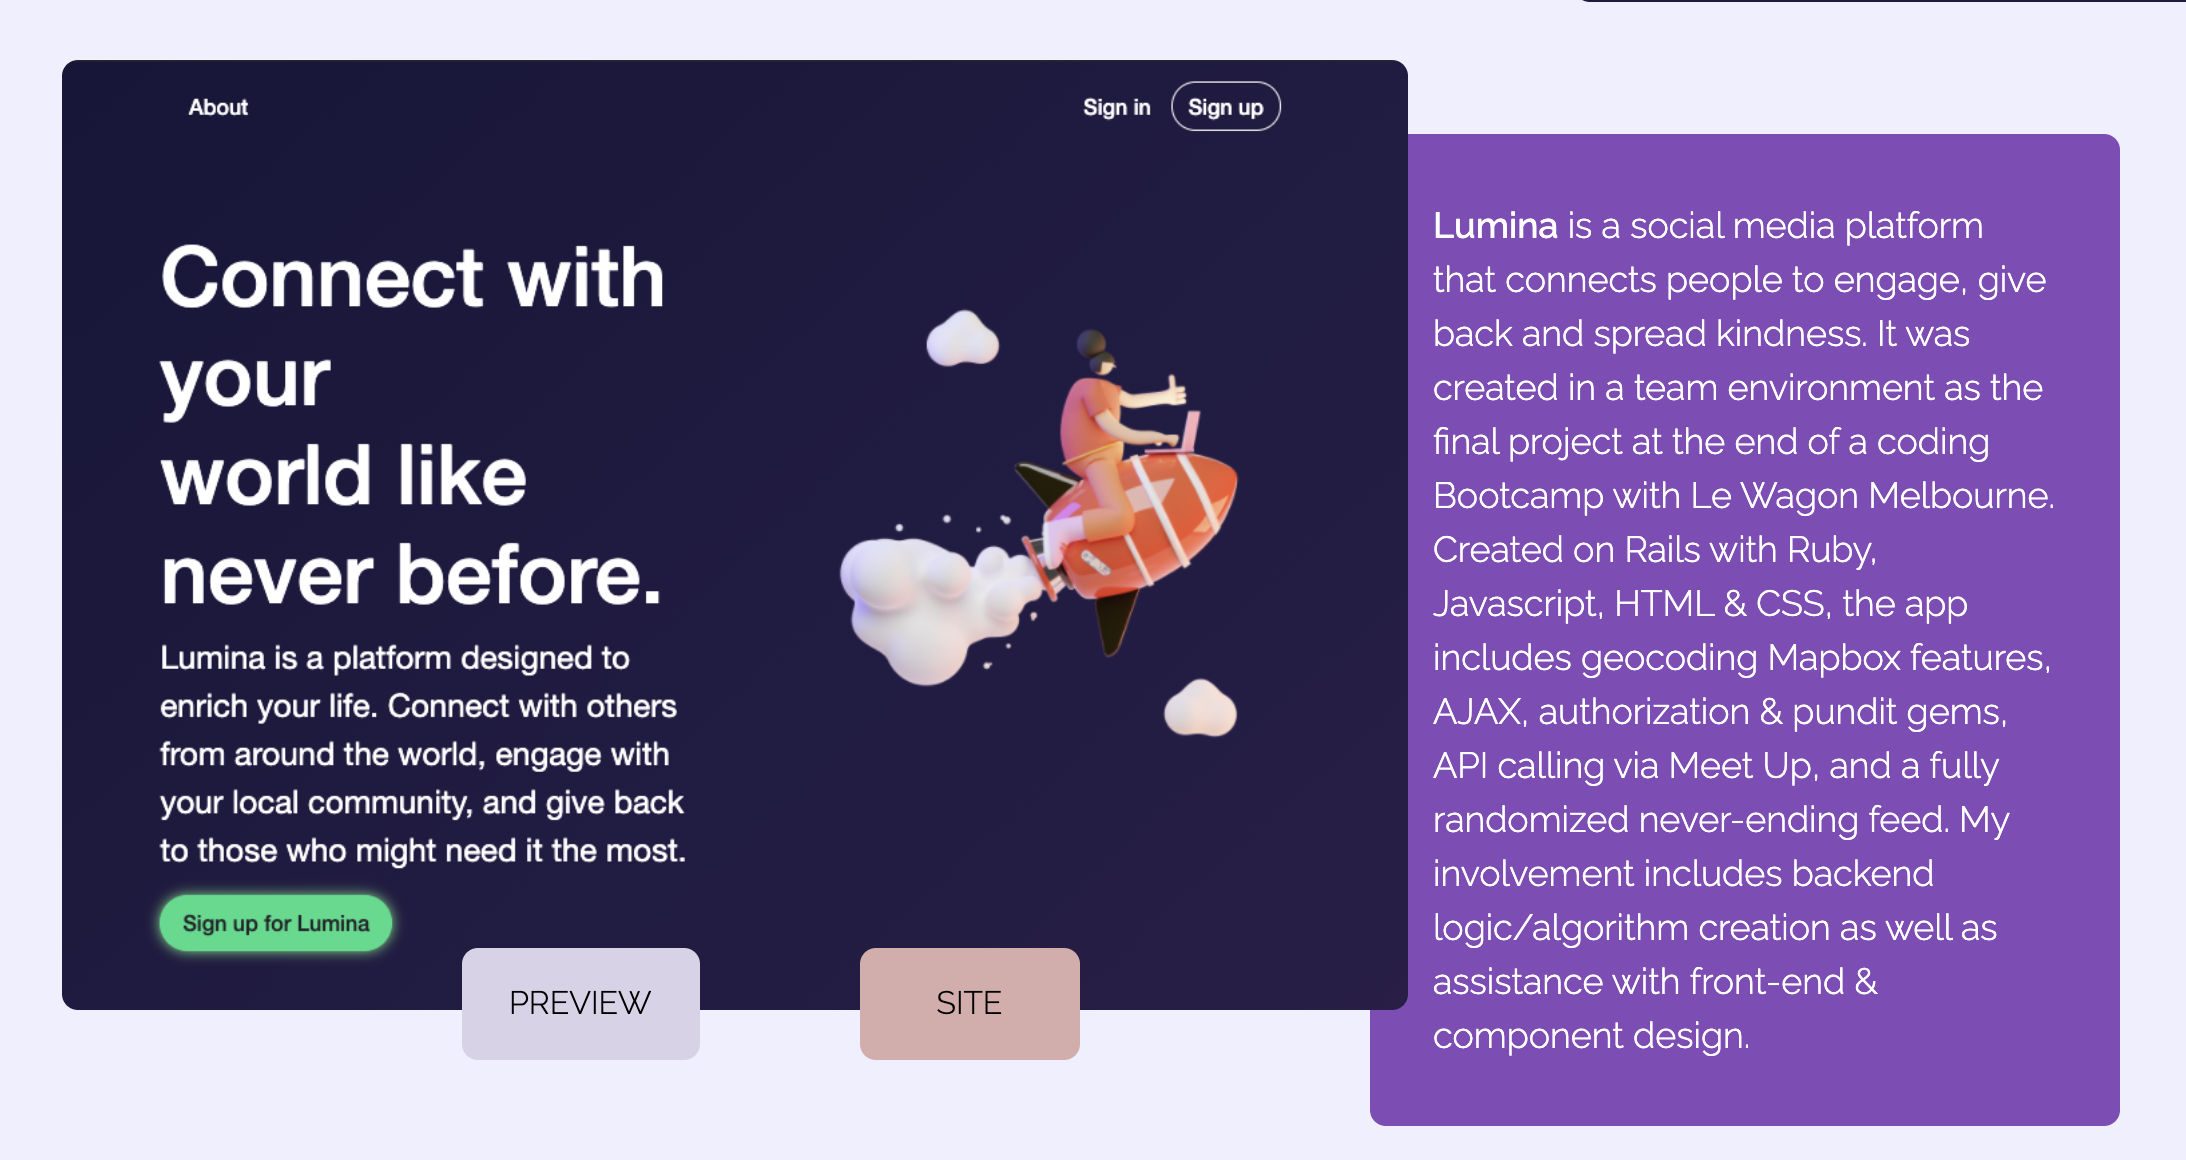 About
Sign in
Sign up
Connect with
your
world like
never before.
Lumina is a platform designed to
enrich your life. Connect with others
from around the world, engage with
your local community, and give back
to those who might need it the most.
Sign up for Lumina
PREVIEW
SITE
Lumina is a social media platform
that connects people to engage, give
back and spread kindness. It was
created in a team environment as the
final project at the end of a coding
Bootcamp with Le Wagon Melbourne.
Created on Rails with Ruby,
Javascript, HTML & CSS, the app
includes geocoding Mapbox features,
AJAX, authorization & pundit gems,
API calling via Meet Up, and a fully
randomized never-ending feed. My
involvement includes backend
logic/algorithm creation as well as
assistance with front-end &
component design.